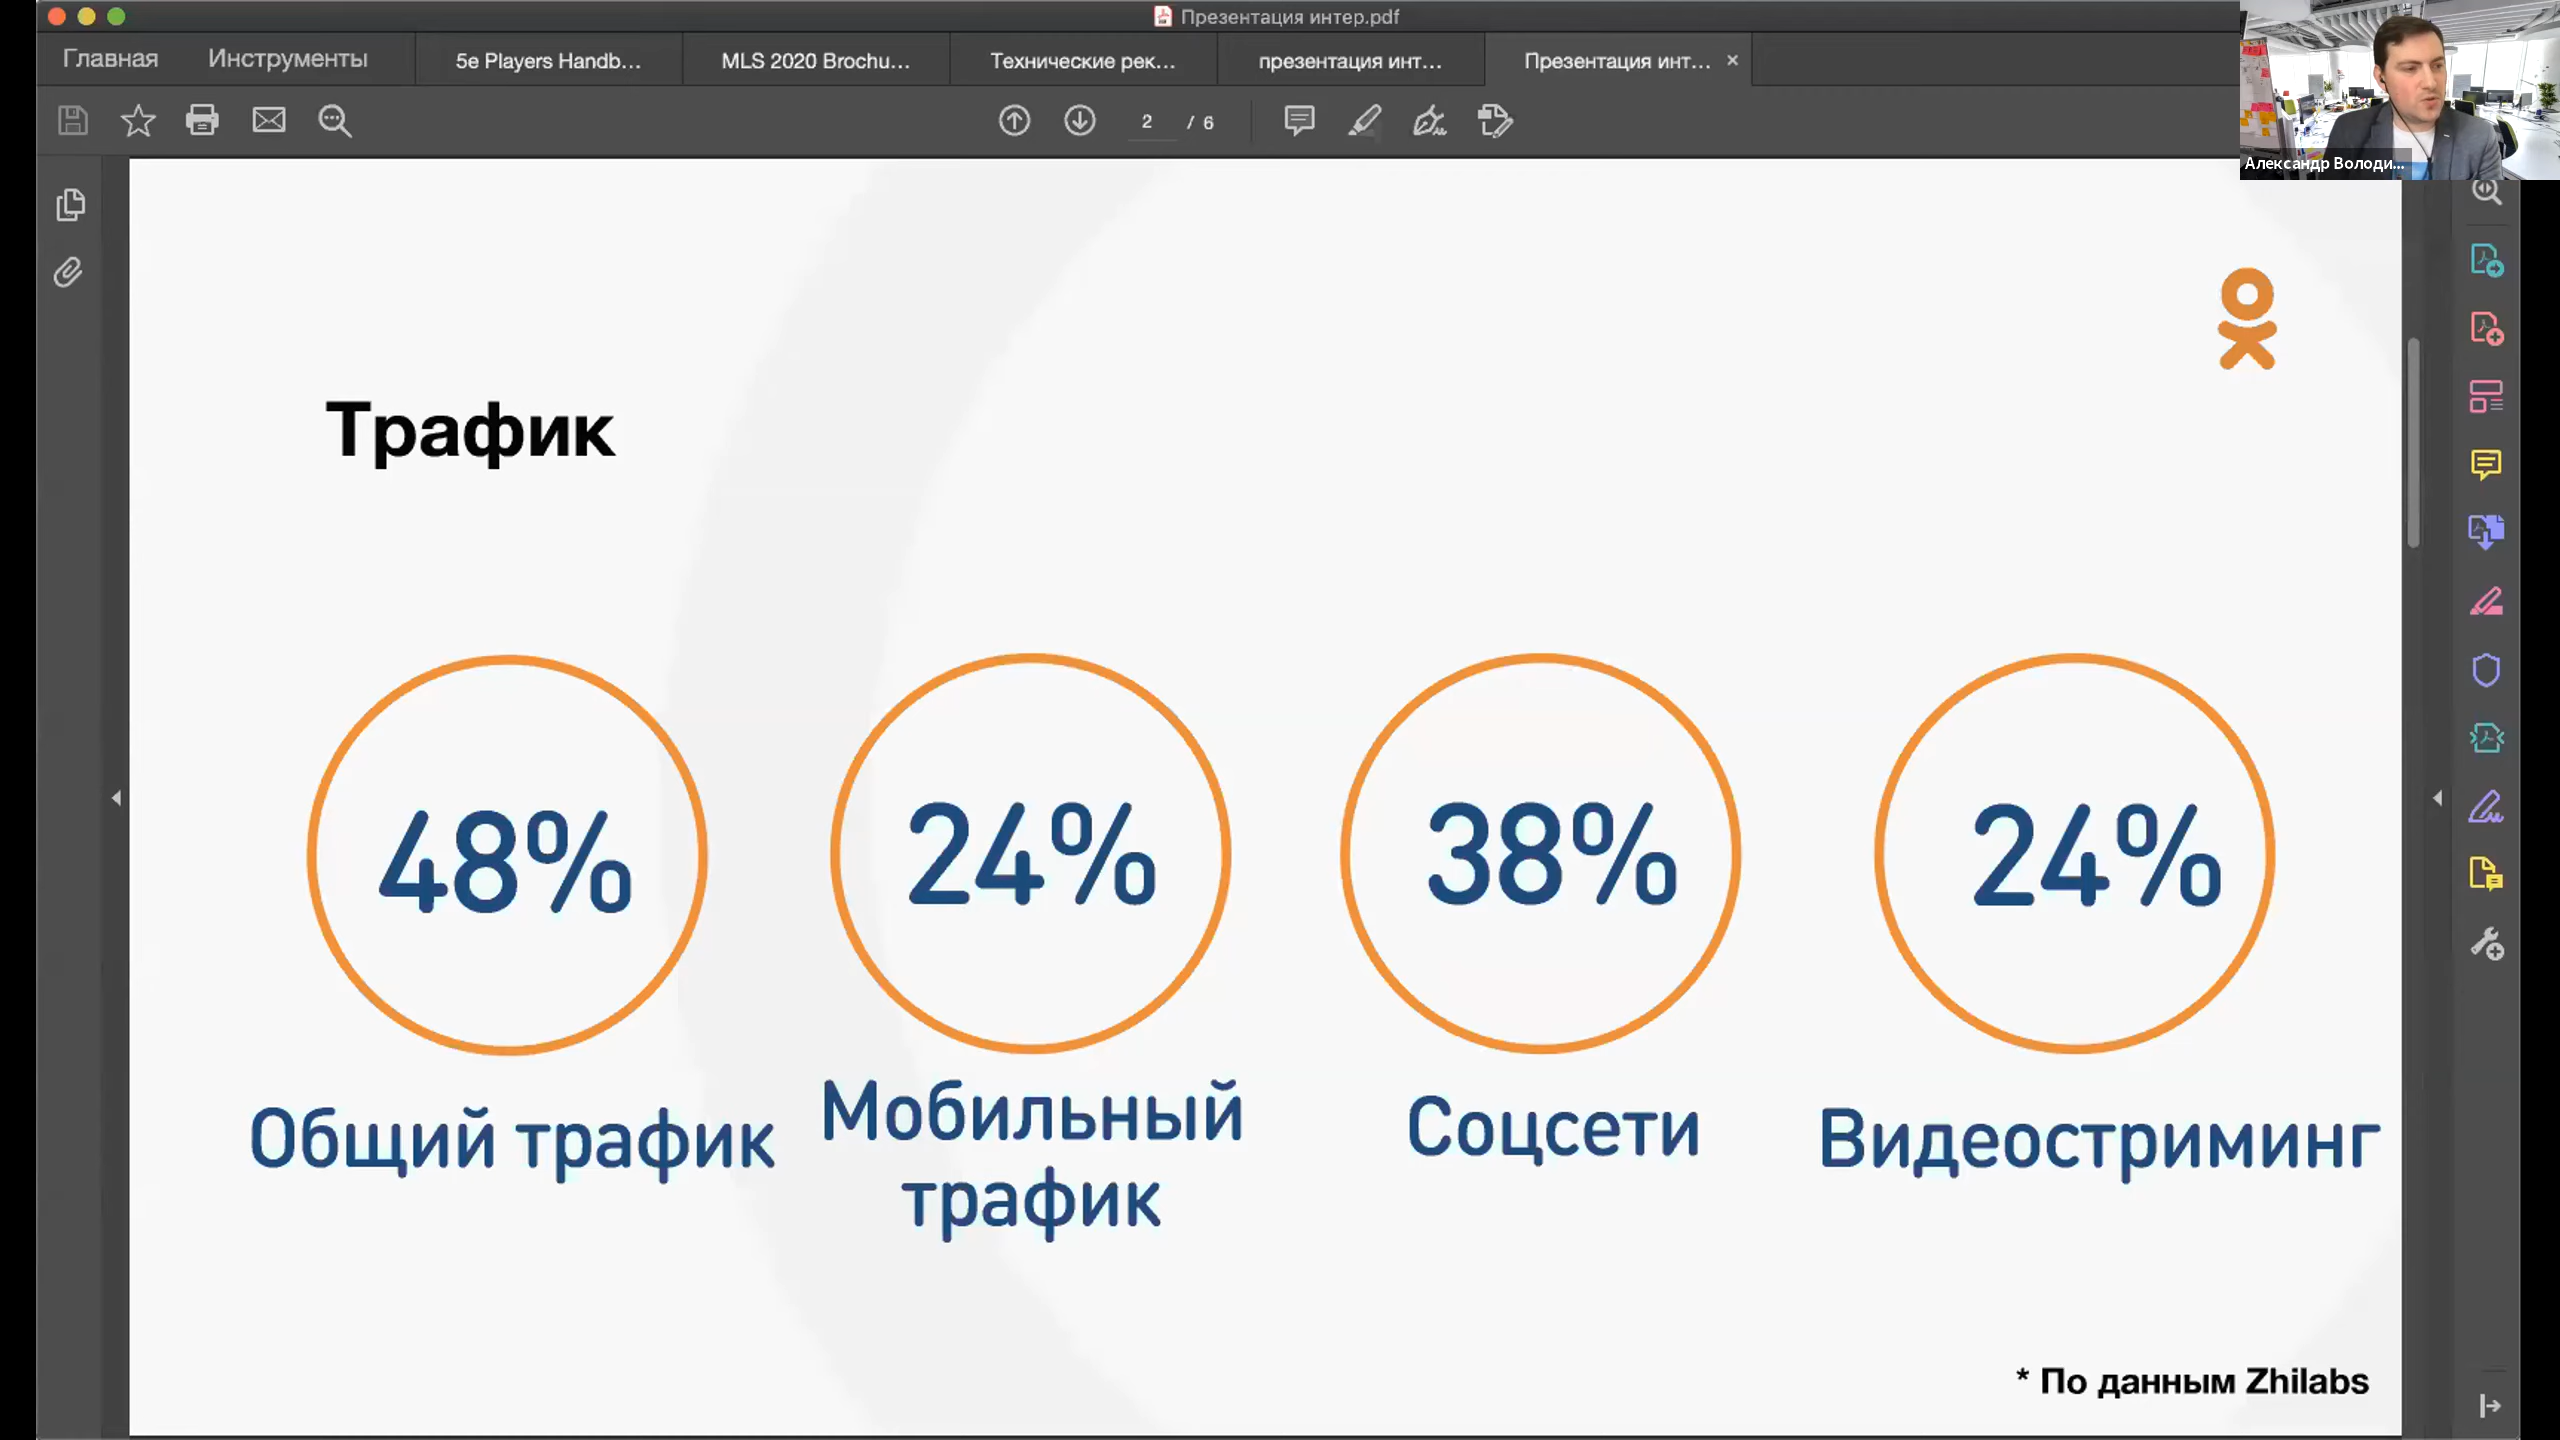 Презентация интер.pdf
Главная
Инструменты
5e Players Handb...
MLS 2020 Brochu...
Технические рек...
презентация инт...
Презентация инт...
2 / 6
Александр Володи...
Трафик
48%
24%
38%
24%
Общий трафик
Мобильный
трафик
Соцсети
Видеостриминг
* По данным Zhilabs